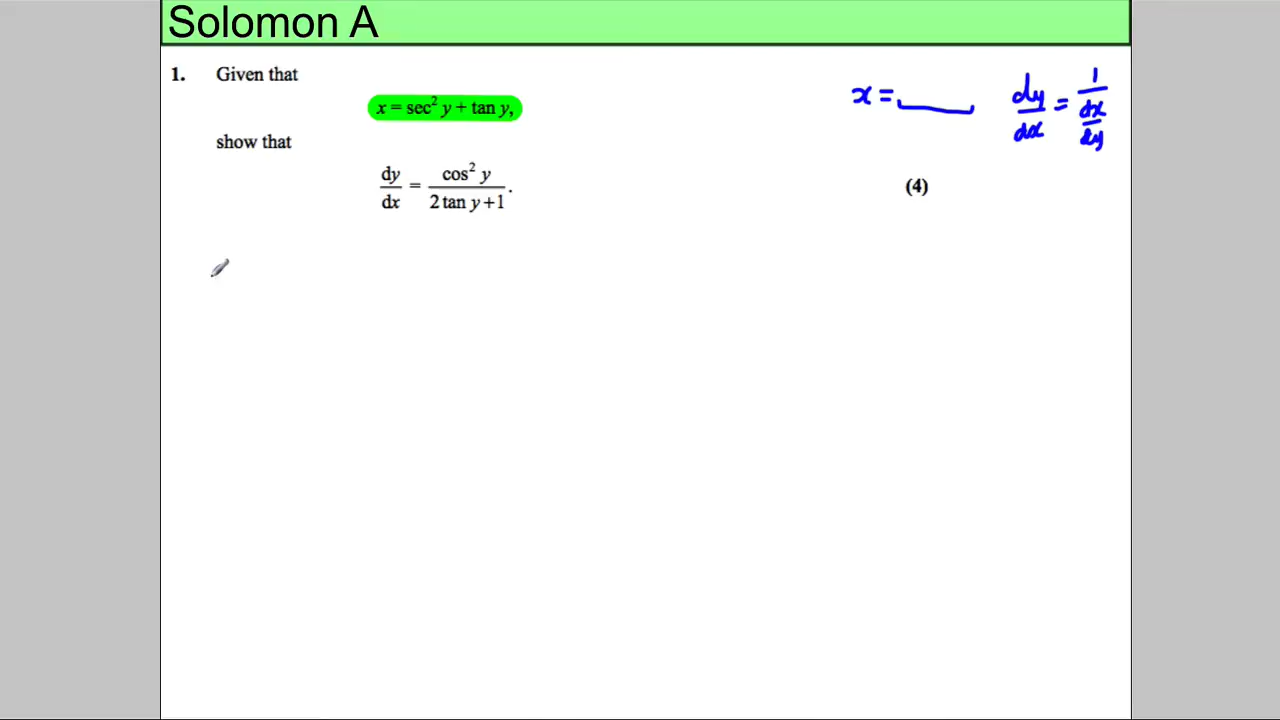 Solomon A
1. Given that
x = sec² y + tan y,
show that
dy/dx = cos² y / (2 tan y + 1).
(4)
x = ____ dy/dx = 1/(dx/dy)